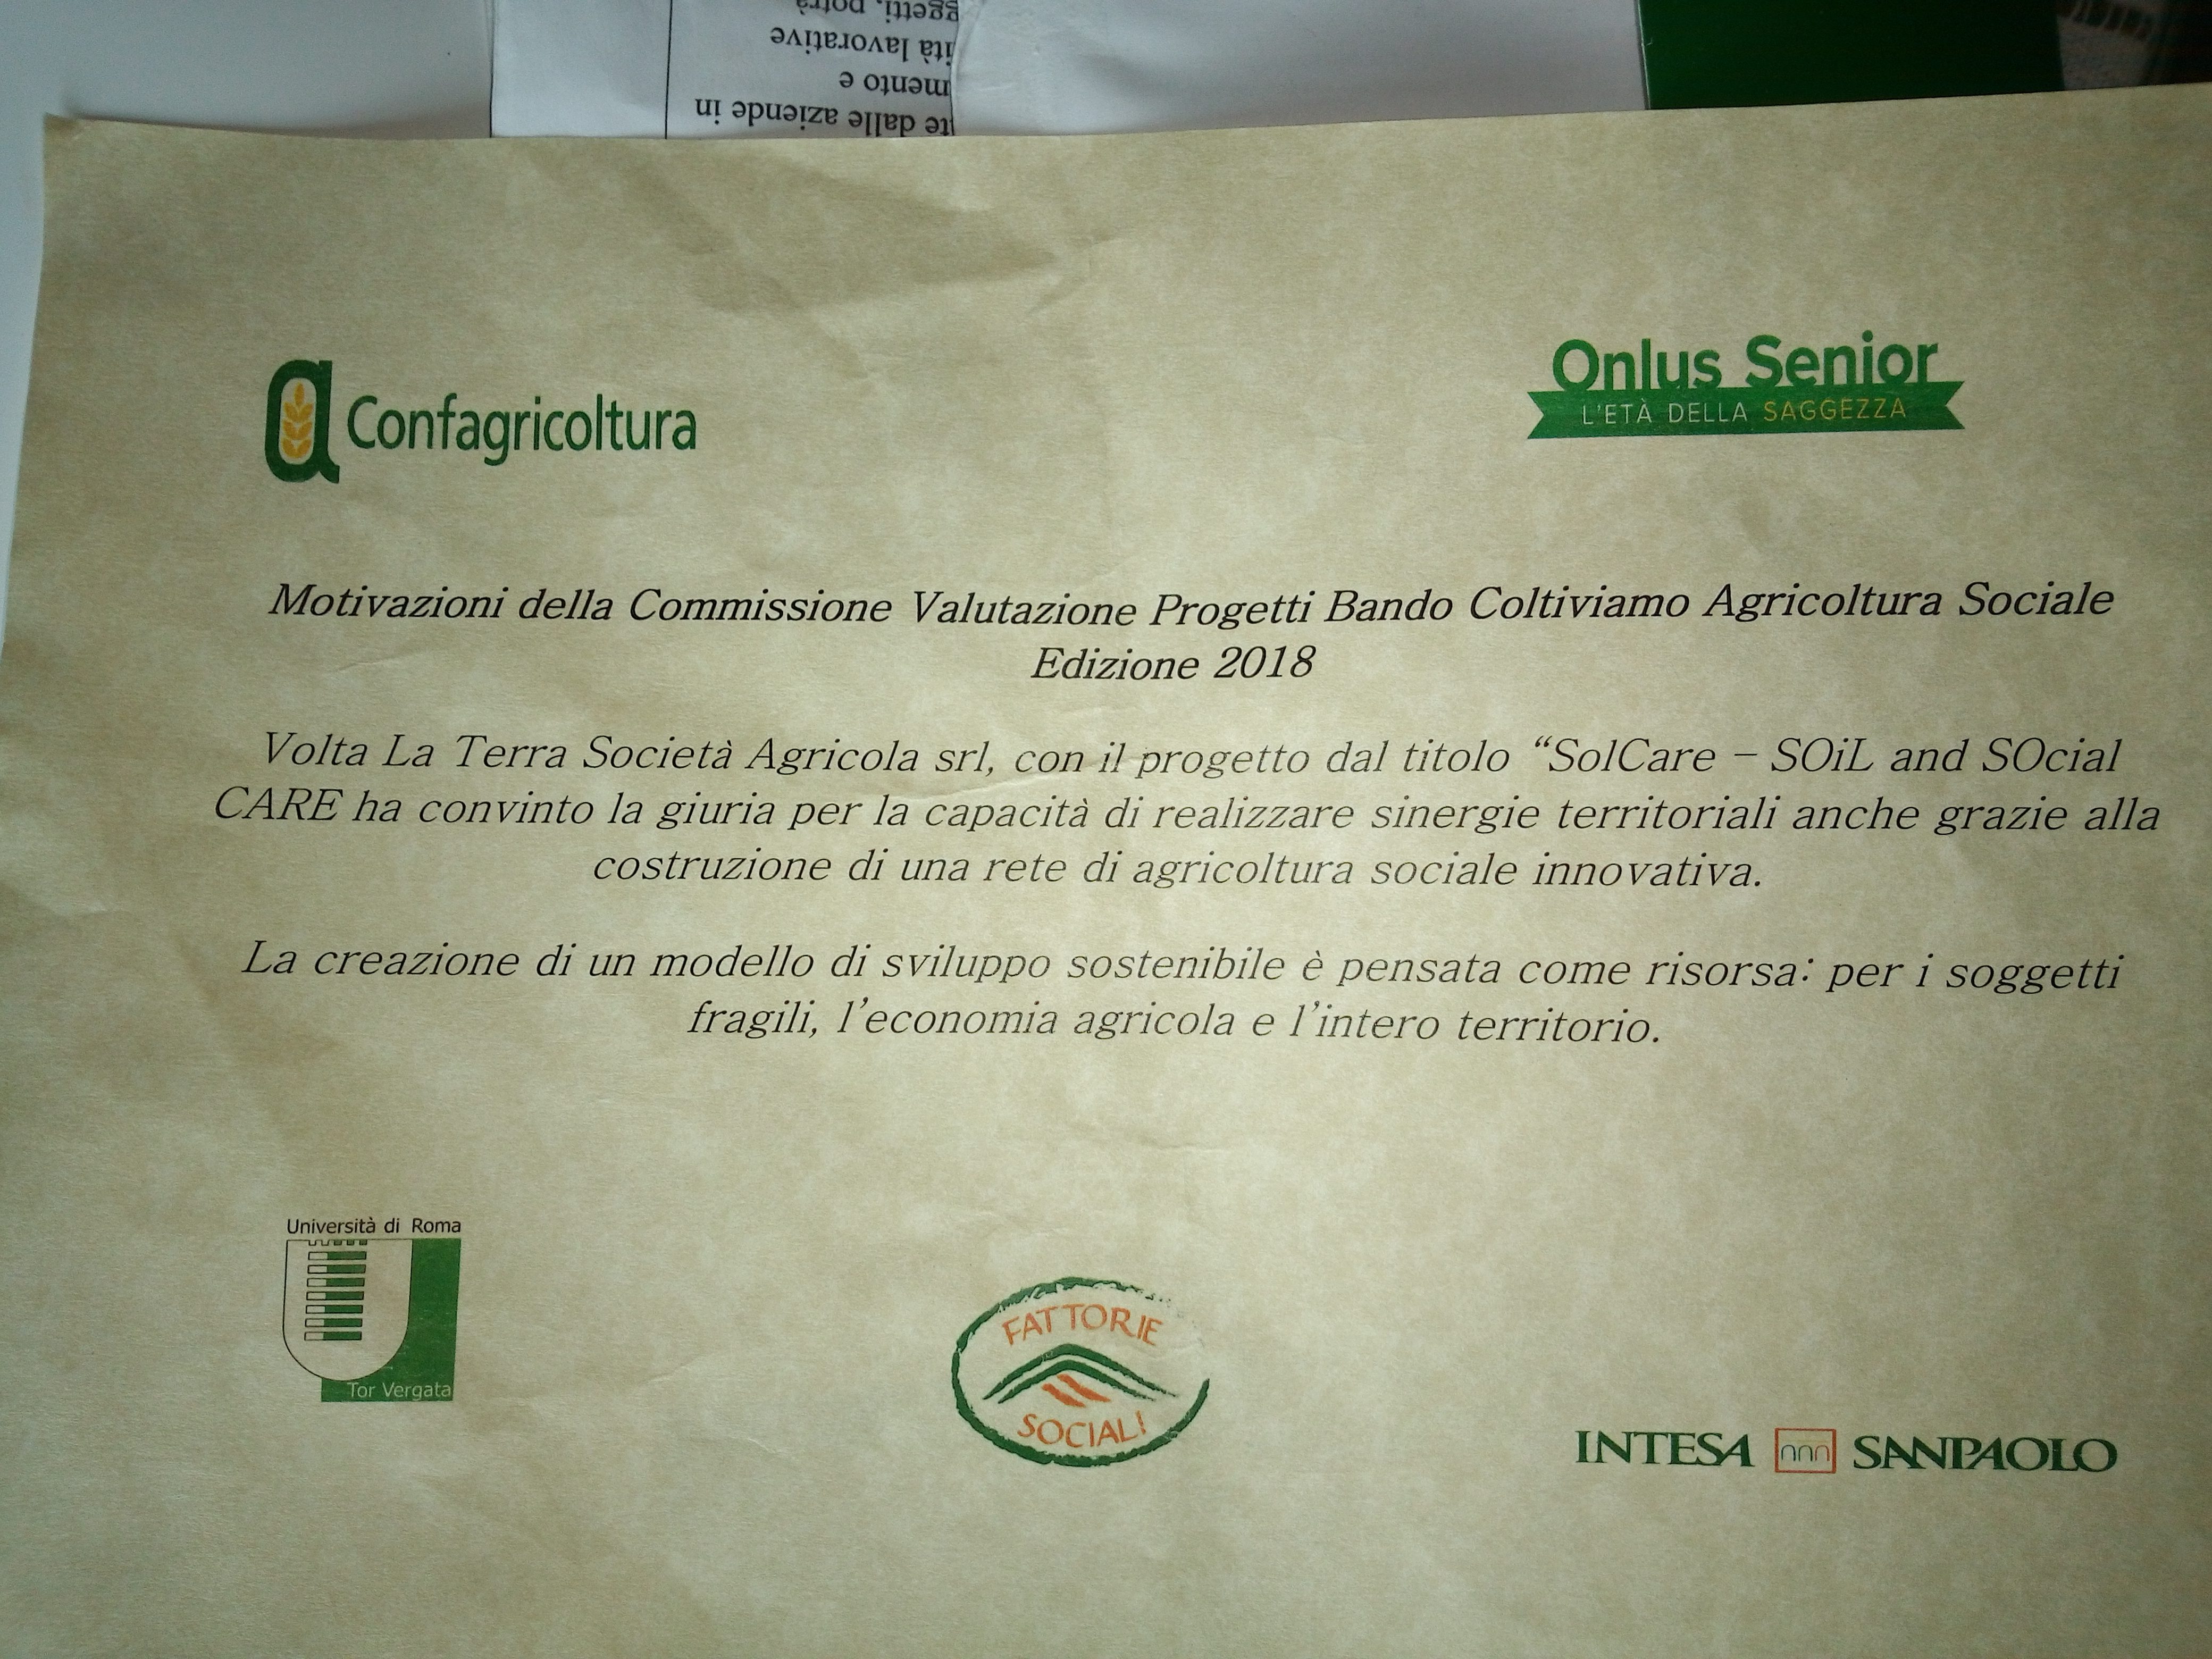 ggetti, potrà
ità lavorative
mento e
te dalle aziende in
Confagricoltura
Onlus Senior
L'ETÀ DELLA SAGGEZZA
Motivazioni della Commissione Valutazione Progetti Bando Coltiviamo Agricoltura Sociale
Edizione 2018
Volta La Terra Società Agricola srl, con il progetto dal titolo “SolCare – SOiL and SOcial
CARE ha convinto la giuria per la capacità di realizzare sinergie territoriali anche grazie alla
costruzione di una rete di agricoltura sociale innovativa.
La creazione di un modello di sviluppo sostenibile è pensata come risorsa: per i soggetti
fragili, l’economia agricola e l’intero territorio.
Università di Roma
Tor Vergata
FATTORIE
SOCIALI
INTESA SANPAOLO